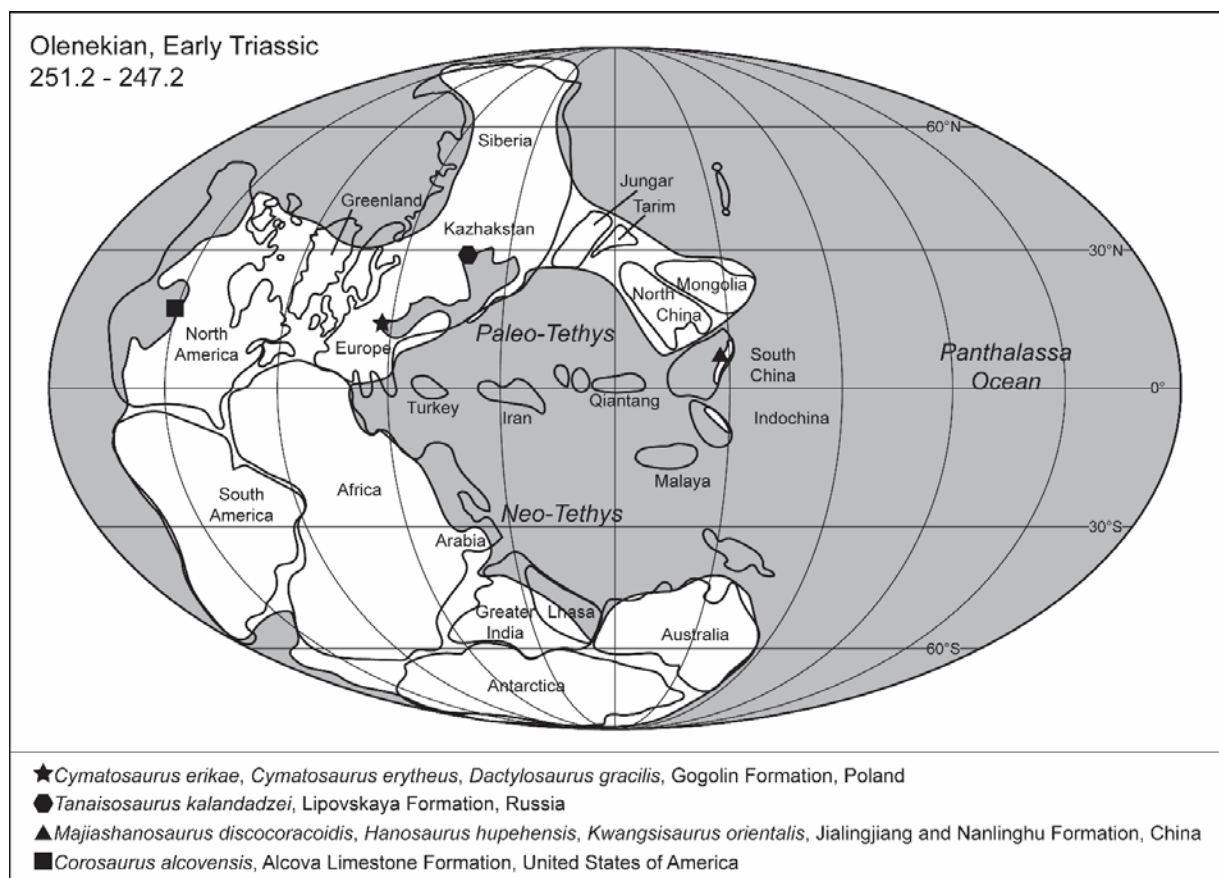 Olenekian, Early Triassic
251.2 - 247.2
60°N
Siberia
Jungar
Tarim
Greenland
Kazhakstan
30°N
Mongolia
North
China
North
America
Europe
Paleo-Tethys
South
China
Panthalassa
Ocean
0°
Turkey
Iran
Qiantang
Indochina
Malaya
Africa
South
America
Neo-Tethys
30°S
Arabia
Greater
India
Lhasa
Australia
60°S
Antarctica
Cymatosaurus erikae, Cymatosaurus erytheus, Dactylosaurus gracilis, Gogolin Formation, Poland
Tanaisosaurus kalandadzei, Lipovskaya Formation, Russia
Majiashanosaurus discocoracoidis, Hanosaurus hupehensis, Kwangsisaurus orientalis, Jialingjiang and Nanlinghu Formation, China
Corosaurus alcovensis, Alcova Limestone Formation, United States of America